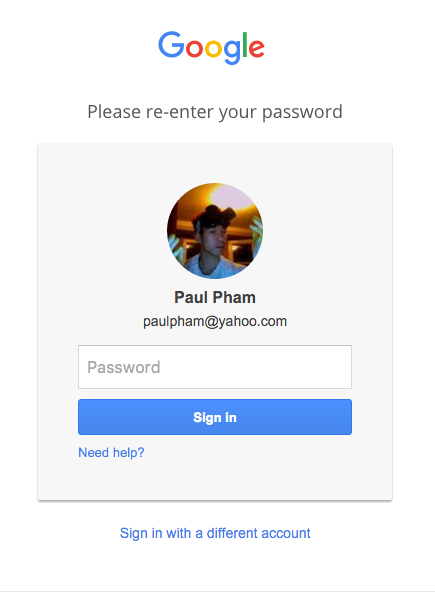 Google
Please re-enter your password
Paul Pham
paulpham@yahoo.com
Password
Sign in
Need help?
Sign in with a different account